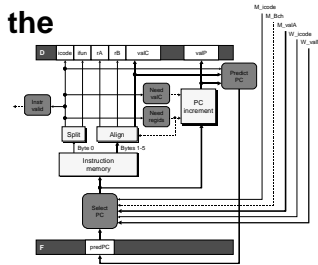 the
M_icode
M_Bch
M_valA
W_icode
W_valM
D
icode
ifun
rA
rB
valC
valP
Predict
PC
Instr
valid
Need
valC
Need
regids
PC
increment
Split
Align
Byte 0
Bytes 1-5
Instruction
memory
Select
PC
F
predPC